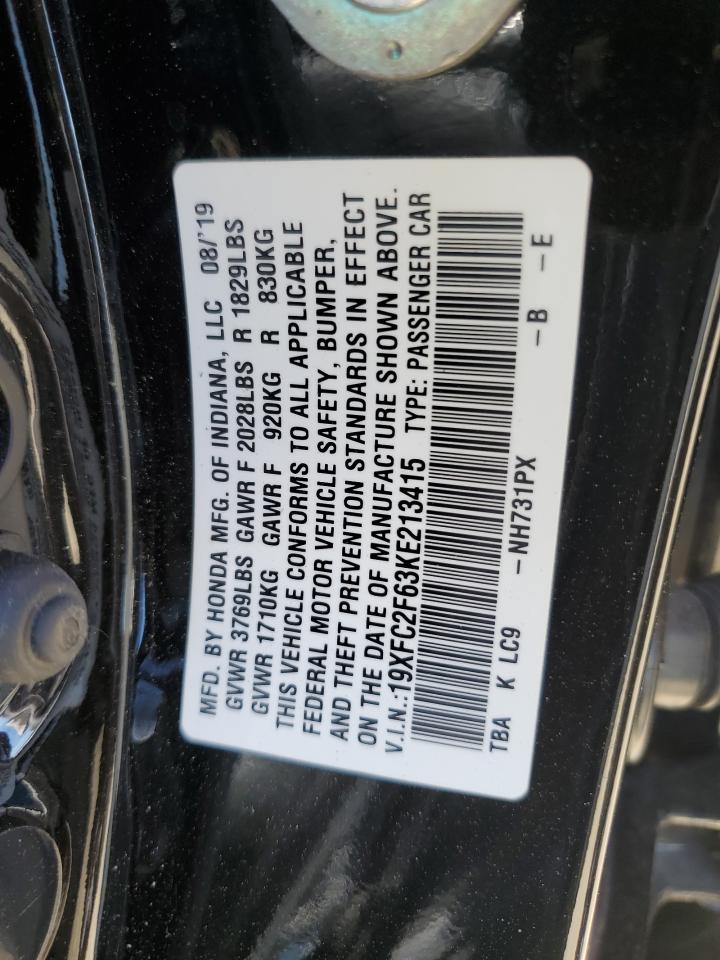 MFD. BY HONDA MFG. OF INDIANA, LLC 08/'19
GVWR 3769LBS GAWR F 2028LBS R 1829LBS
GVWR 1710KG GAWR F 920KG R 830KG
THIS VEHICLE CONFORMS TO ALL APPLICABLE
FEDERAL MOTOR VEHICLE SAFETY, BUMPER,
AND THEFT PREVENTION STANDARDS IN EFFECT
ON THE DATE OF MANUFACTURE SHOWN ABOVE.
V.I.N.:19XFC2F63KE213415 TYPE: PASSENGER CAR
TBA K LC9 -NH731PX -B -E